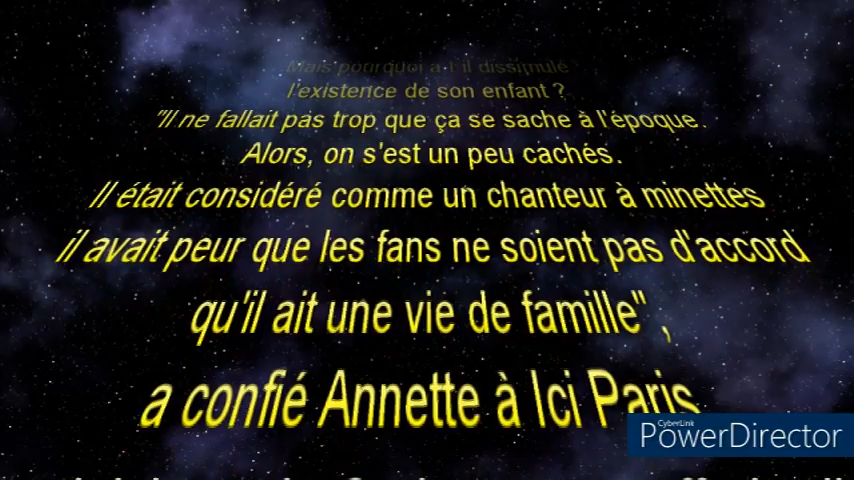 Mais pourquoi a-t-il dissimulé
l'existence de son enfant ?
"Il ne fallait pas trop que ça se sache à l'époque.
Alors, on s'est un peu cachés.
Il était considéré comme un chanteur à minettes
il avait peur que les fans ne soient pas d'accord
qu'il ait une vie de famille" ,
a confié Annette à Ici Paris
CyberLink
PowerDirector